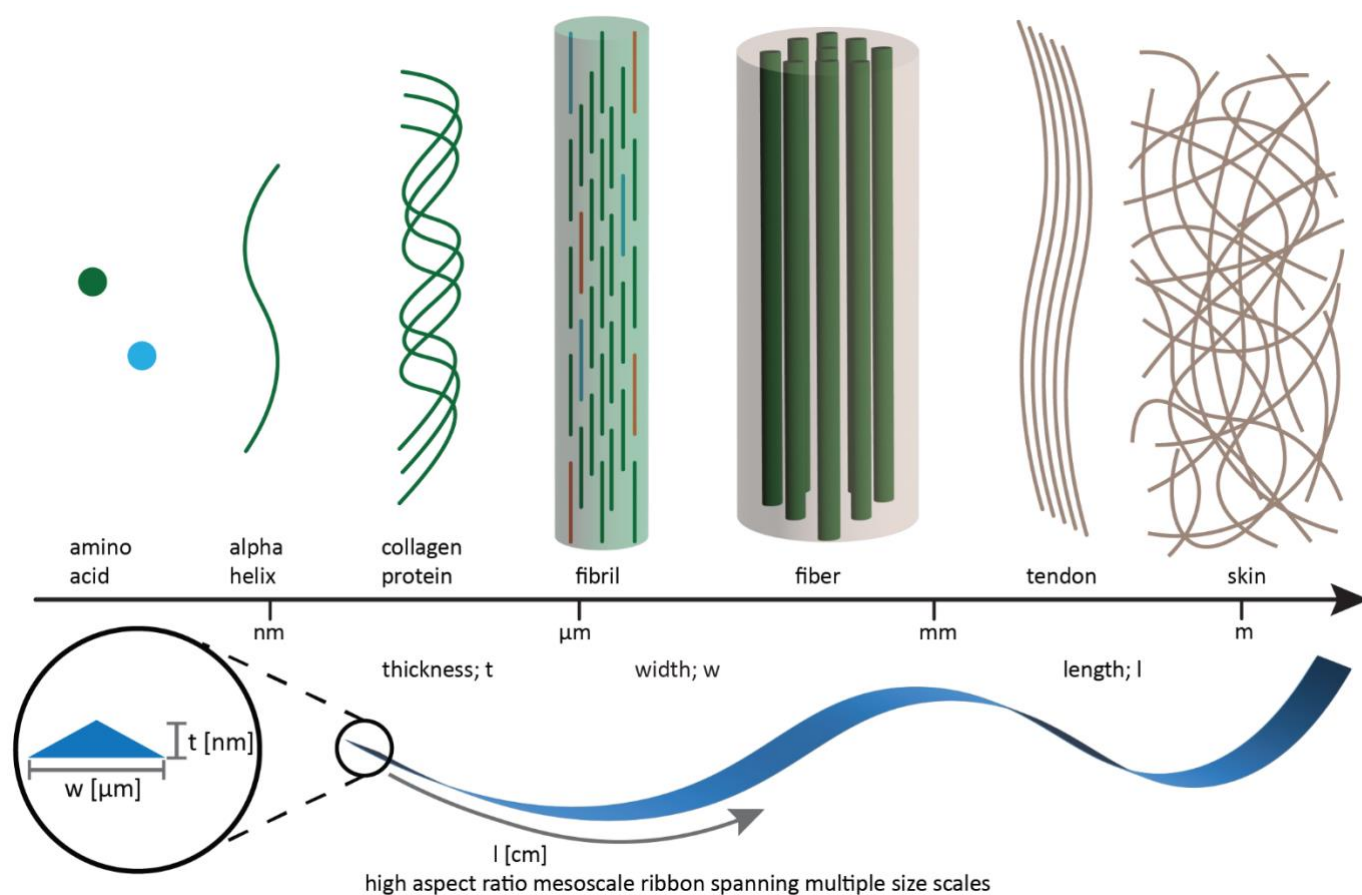 amino
acid
alpha
helix
collagen
protein
fibril
fiber
tendon
skin
nm
μm
mm
m
thickness; t
width; w
length; l
t [nm]
w [μm]
l [cm]
high aspect ratio mesoscale ribbon spanning multiple size scales